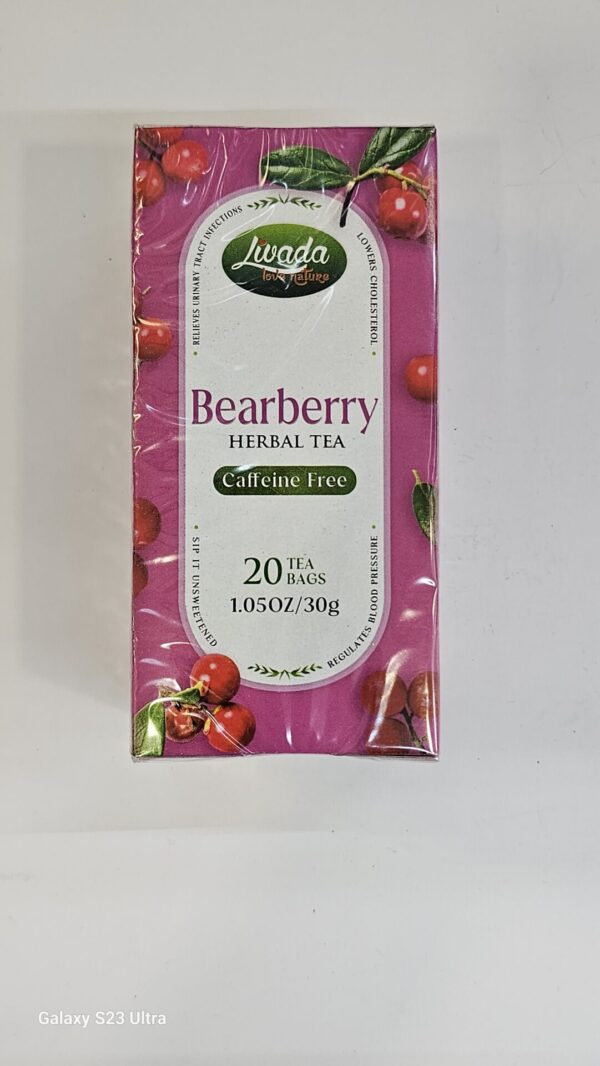 RELIEVES URINARY TRACT INFECTIONS
LOWERS CHOLESTEROL
Livada
love nature
Bearberry
HERBAL TEA
Caffeine Free
20 TEA BAGS
1.05OZ/30g
SIP IT UNSWEETENED
REGULATES BLOOD PRESSURE
Galaxy S23 Ultra